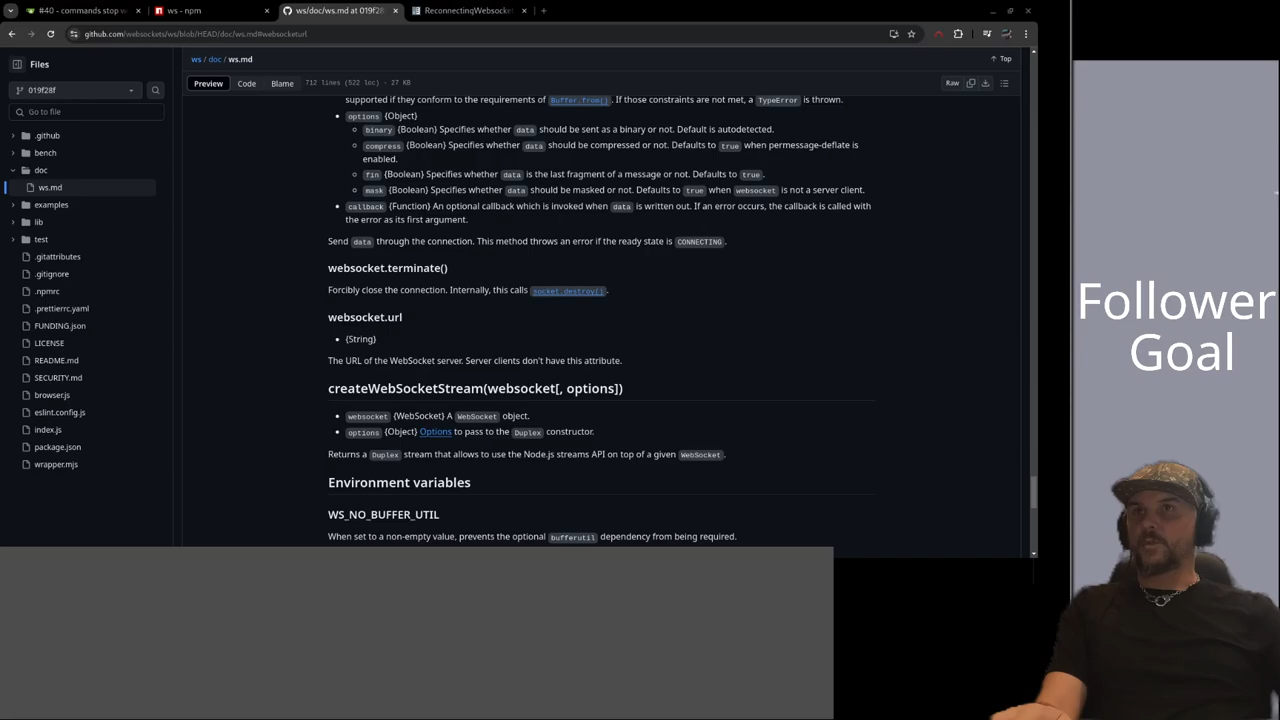 #40 - commands stop w
ws - npm
ws/doc/ws.md at 019f28f
ReconnectingWebsocket
github.com/websockets/ws/blob/HEAD/doc/ws.md#websocketurl
Files
ws / doc / ws.md
Top
019f28f
Preview
Code
Blame
712 lines (522 loc) · 27 KB
Raw
Go to file
.github
bench
doc
ws.md
examples
lib
test
.gitattributes
.gitignore
.npmrc
.prettierrc.yaml
FUNDING.json
LICENSE
README.md
SECURITY.md
browser.js
eslint.config.js
index.js
package.json
wrapper.mjs
supported if they conform to the requirements of Buffer.from(). If those constraints are not met, a TypeError is thrown.
options {Object}
binary {Boolean} Specifies whether data should be sent as a binary or not. Default is autodetected.
compress {Boolean} Specifies whether data should be compressed or not. Defaults to true when permessage-deflate is
enabled.
fin {Boolean} Specifies whether data is the last fragment of a message or not. Defaults to true.
mask {Boolean} Specifies whether data should be masked or not. Defaults to true when websocket is not a server client.
callback {Function} An optional callback which is invoked when data is written out. If an error occurs, the callback is called with
the error as its first argument.
Send data through the connection. This method throws an error if the ready state is CONNECTING.
websocket.terminate()
Forcibly close the connection. Internally, this calls socket.destroy().
websocket.url
{String}
The URL of the WebSocket server. Server clients don't have this attribute.
createWebSocketStream(websocket[, options])
websocket {WebSocket} A WebSocket object.
options {Object} Options to pass to the Duplex constructor.
Returns a Duplex stream that allows to use the Node.js streams API on top of a given WebSocket.
Environment variables
WS_NO_BUFFER_UTIL
When set to a non-empty value, prevents the optional bufferutil dependency from being required.
Follower
Goal